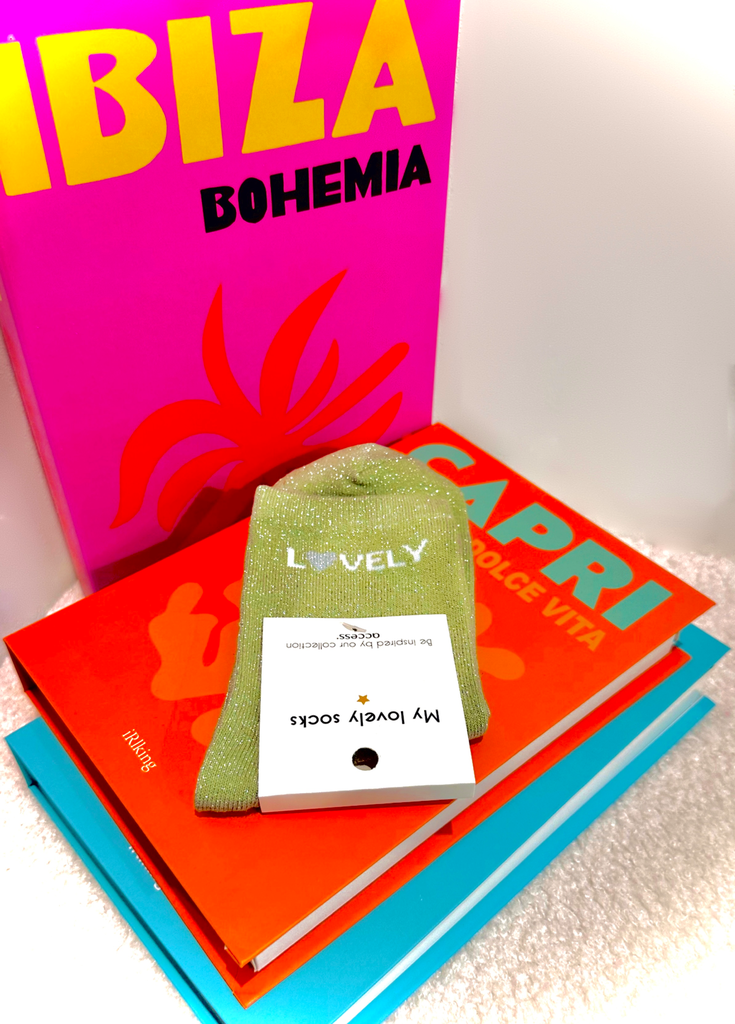 IBIZA
BOHEMIA
CAPRI
DOLCE VITA
LOVELY
My lovely socks
Be inspired by our collection
access'
iRlking